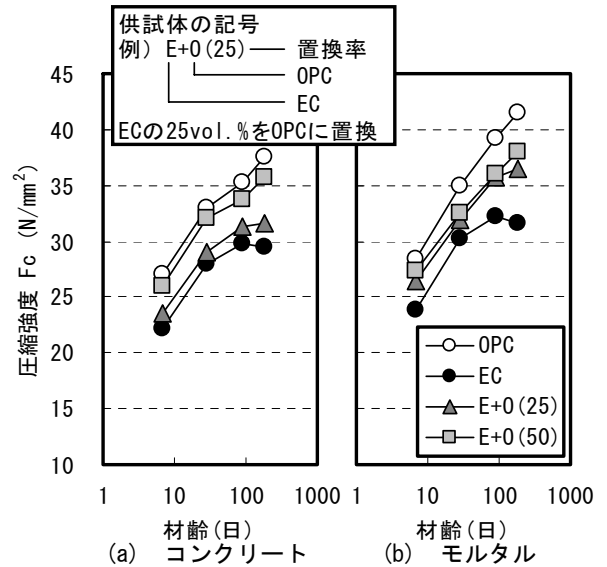 供試体の記号
例) E+O(25) 置換率
OPC
EC
ECの25vol.%をOPCに置換
圧縮強度 Fc (N/mm²)
45
40
35
30
25
20
15
10
OPC
EC
E+O(25)
E+O(50)
1 10 100 1000 1 10 100 1000
材齢(日) 材齢(日)
(a) コンクリート (b) モルタル